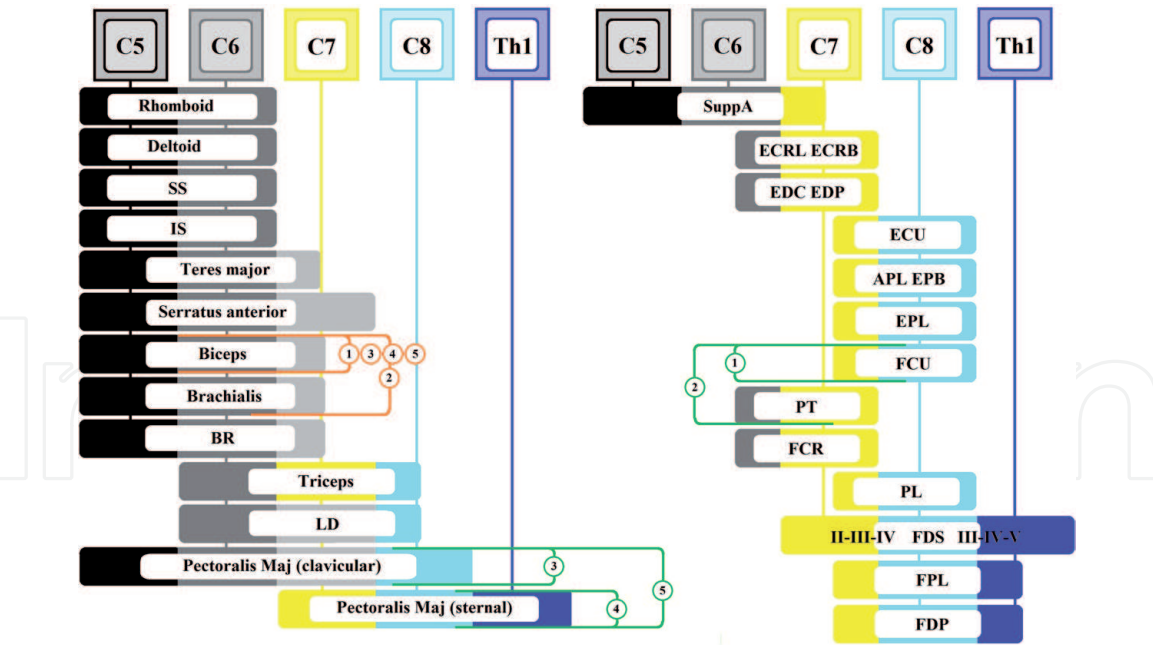 C5 C6 C7 C8 Th1
Rhomboid
Deltoid
SS
IS
Teres major
Serratus anterior
Biceps
1 3 4 5
2
Brachialis
BR
Triceps
LD
Pectoralis Maj (clavicular)
3
5
Pectoralis Maj (sternal)
4
C5 C6 C7 C8 Th1
SuppA
ECRL ECRB
EDC EDP
ECU
APL EPB
EPL
FCU
1
2
PT
FCR
PL
II-III-IV FDS III-IV-V
FPL
FDP